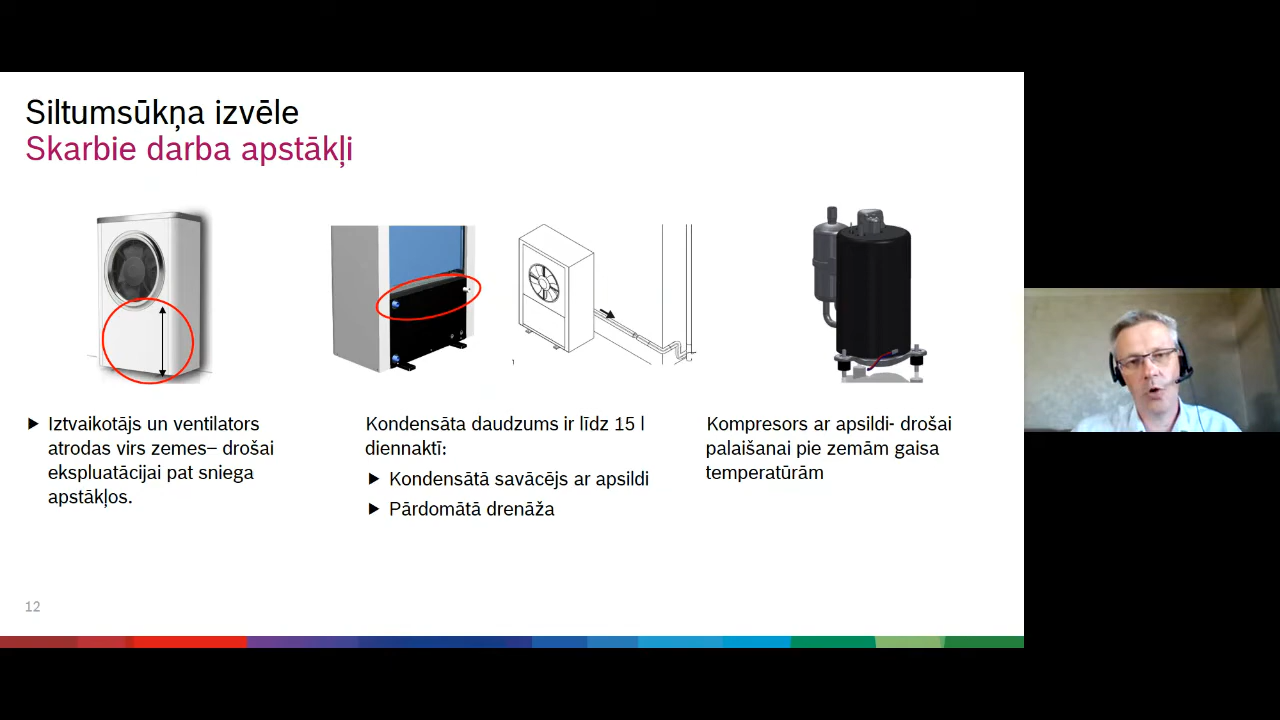 Siltumsūkņa izvēle
Skarbie darba apstākļi
Iztvaikotājs un ventilators
atrodas virs zemes– drošai
ekspluatācijai pat sniega
apstākļos.
Kondensāta daudzums ir līdz 15 l
diennaktī:
Kondensātā savācējs ar apsildi
Pārdomātā drenāža
Kompresors ar apsildi- drošai
palaišanai pie zemām gaisa
temperatūrām
12